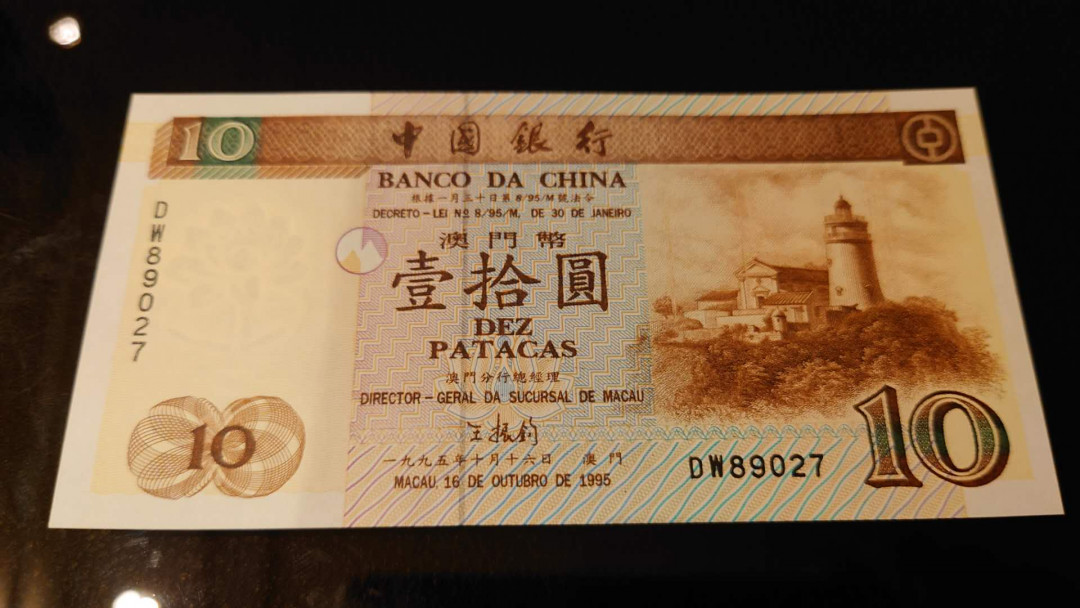 10
中國銀行
BANCO DA CHINA
根據一月三十日第8/95/M號法令
DECRETO-LEI Nº 8/95/M, DE 30 DE JANEIRO
澳門幣
壹拾圓
DEZ
PATACAS
澳門分行總經理
DIRECTOR-GERAL DA SUCURSAL DE MACAU
王振鈞
一九九五年十月十六日 澳門
MACAU, 16 DE OUTUBRO DE 1995
DW89027
10
DW89027
10